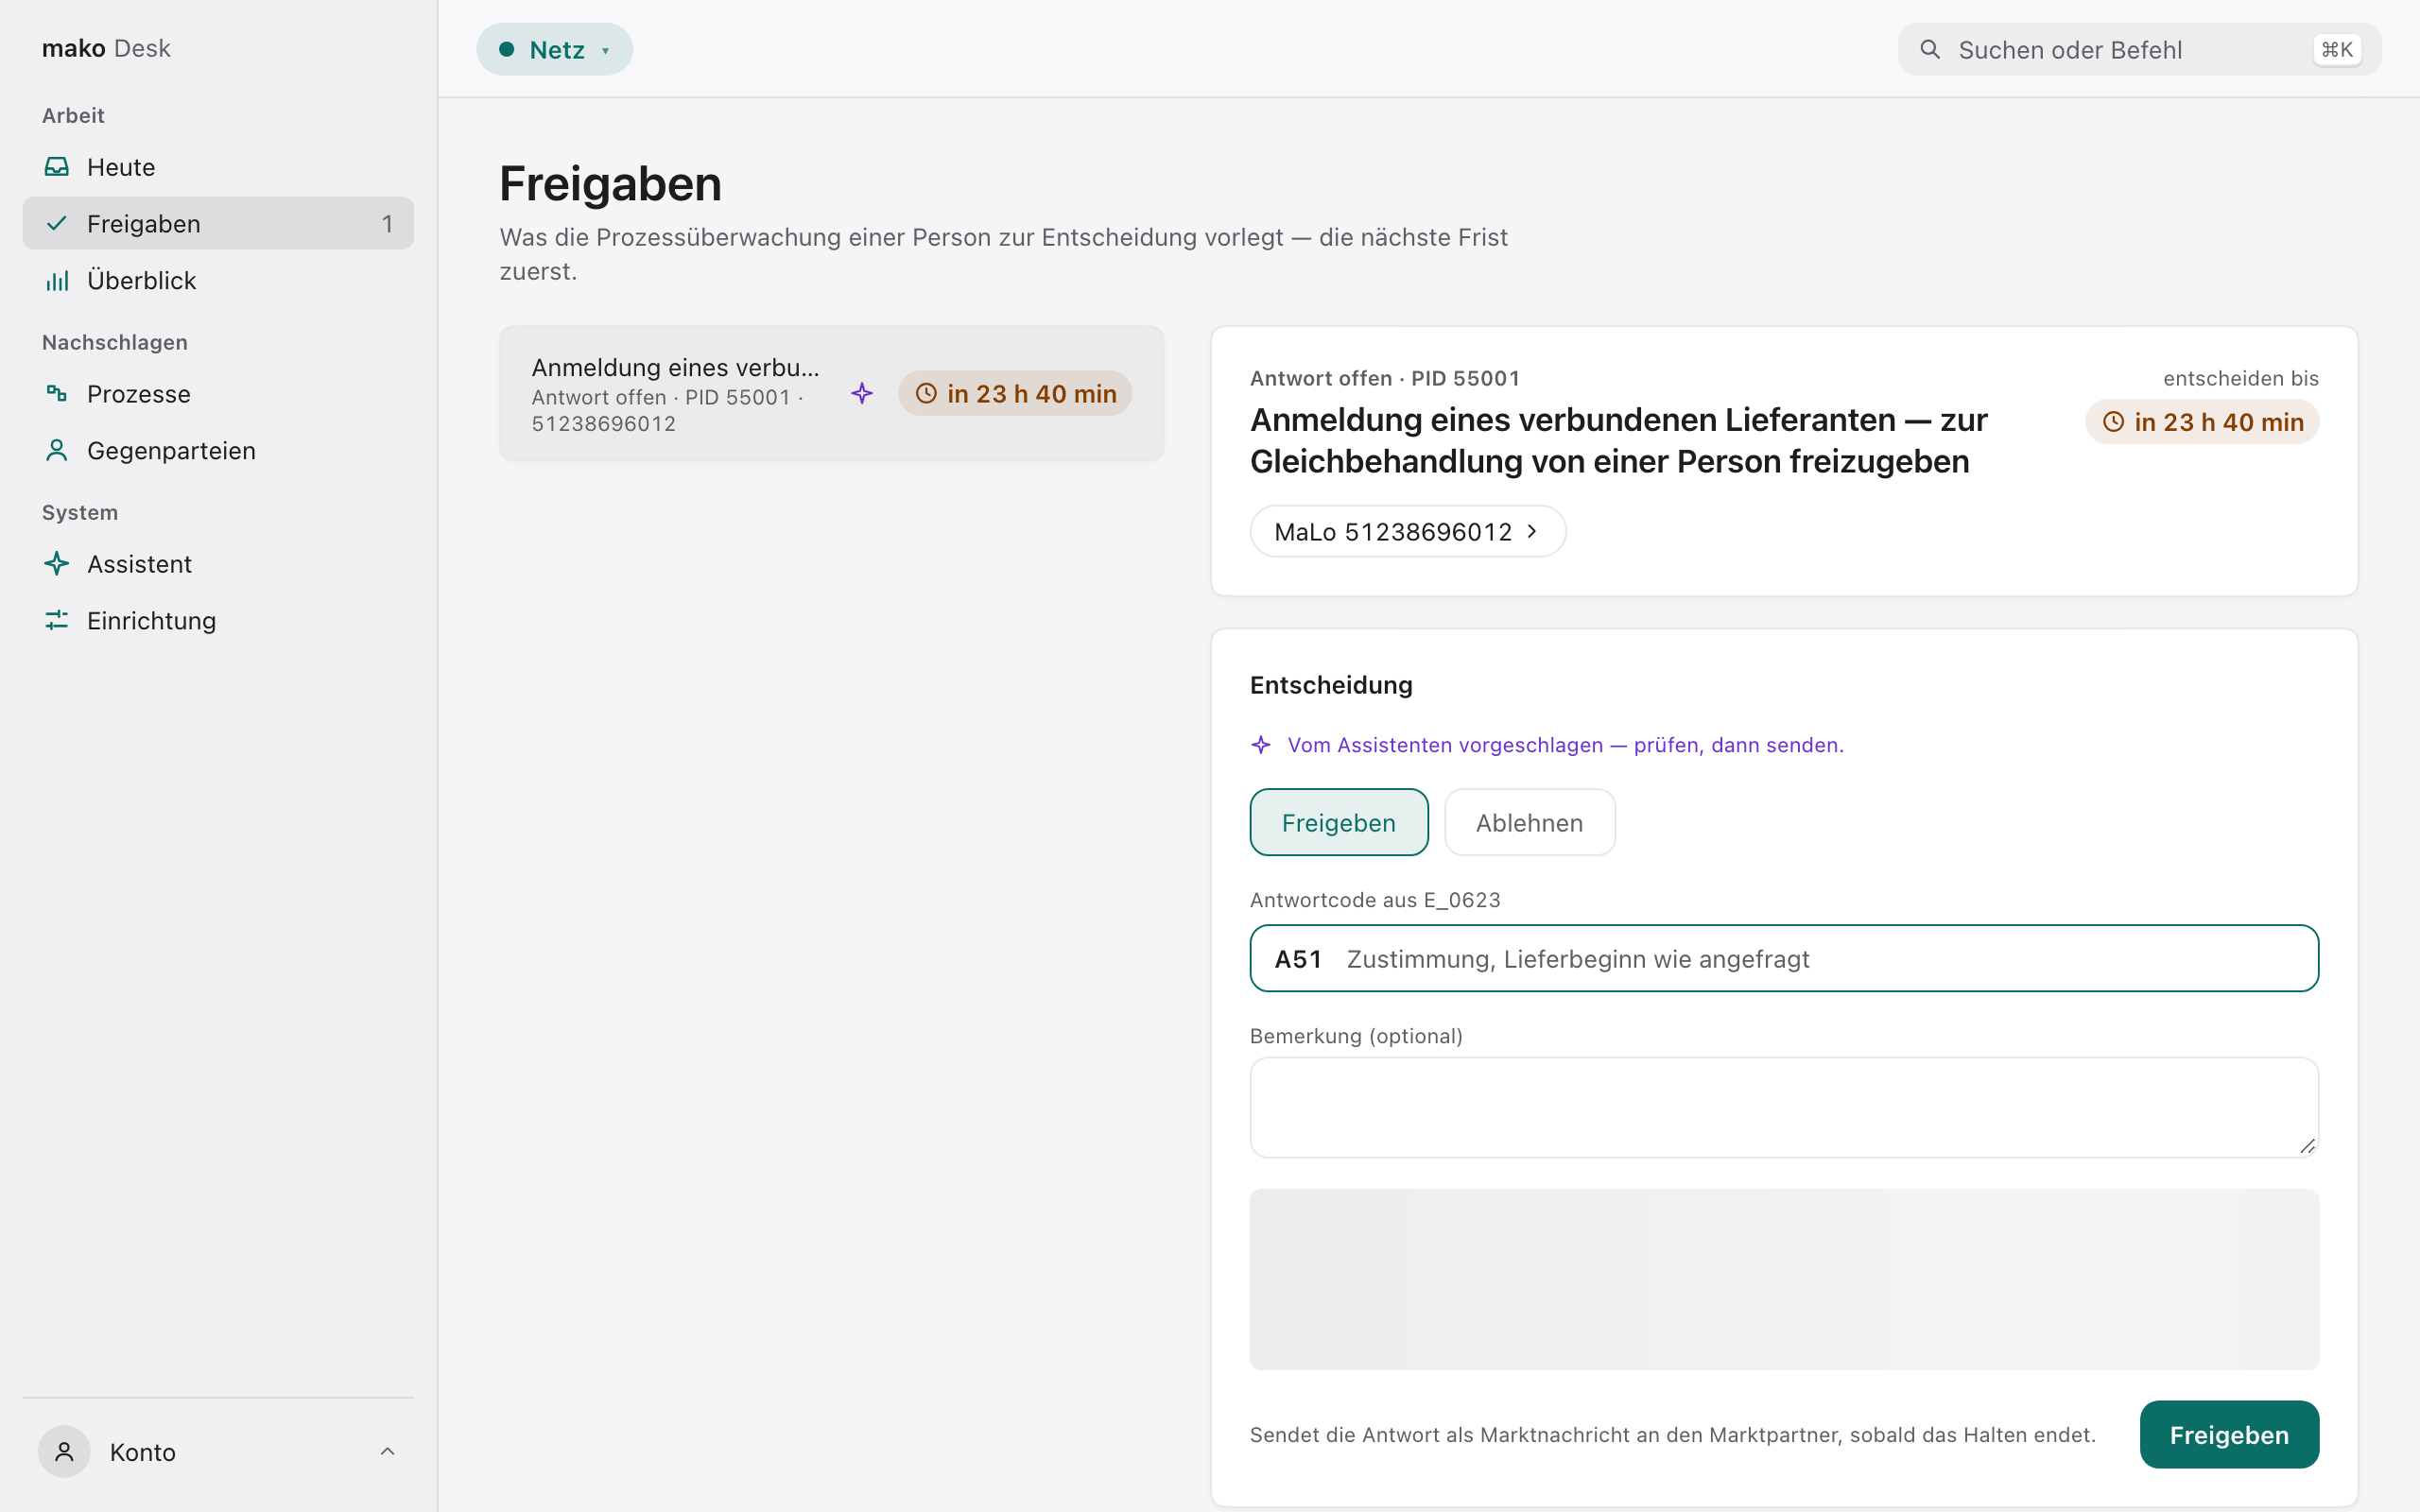 mako Desk
Arbeit
Heute
Freigaben 1
Überblick
Nachschlagen
Prozesse
Gegenparteien
System
Assistent
Einrichtung
Konto
Netz
Suchen oder Befehl ⌘K
Freigaben
Was die Prozessüberwachung einer Person zur Entscheidung vorlegt — die nächste Frist
zuerst.
Anmeldung eines verbu...
Antwort offen · PID 55001 ·
51238696012
in 23 h 40 min
Antwort offen · PID 55001
entscheiden bis
Anmeldung eines verbundenen Lieferanten — zur
Gleichbehandlung von einer Person freizugeben
in 23 h 40 min
MaLo 51238696012
Entscheidung
Vom Assistenten vorgeschlagen — prüfen, dann senden.
Freigeben Ablehnen
Antwortcode aus E_0623
A51 Zustimmung, Lieferbeginn wie angefragt
Bemerkung (optional)
Sendet die Antwort als Marktnachricht an den Marktpartner, sobald das Halten endet.
Freigeben